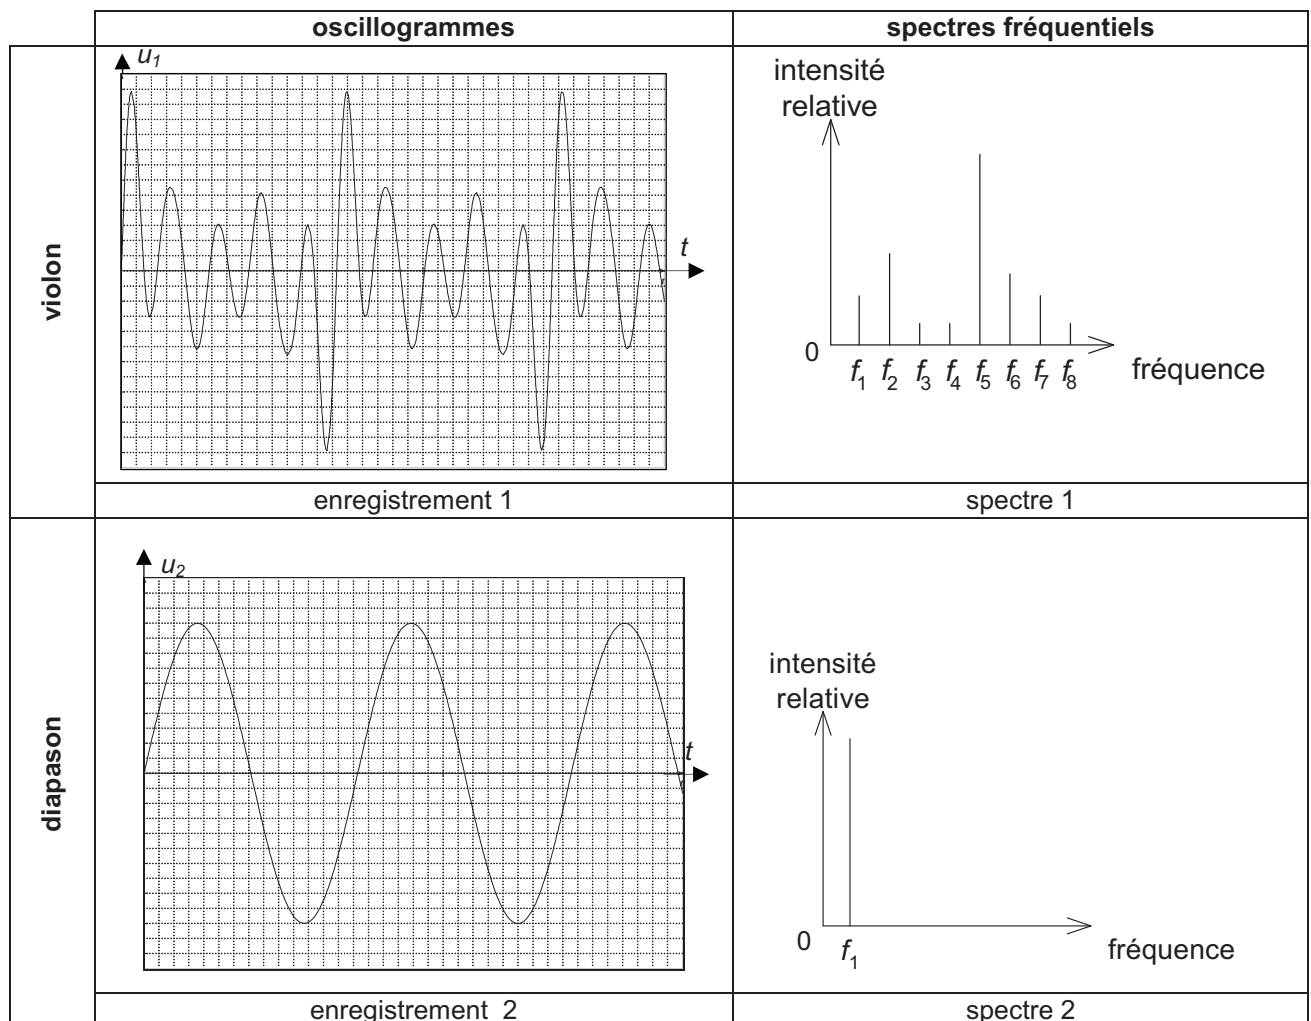 oscillogrammes
spectres fréquentiels
violon
u1
t
enregistrement 1
intensité
relative
0
f1 f2 f3 f4 f5 f6 f7 f8
fréquence
spectre 1
diapason
u2
t
enregistrement 2
intensité
relative
0
f1
fréquence
spectre 2